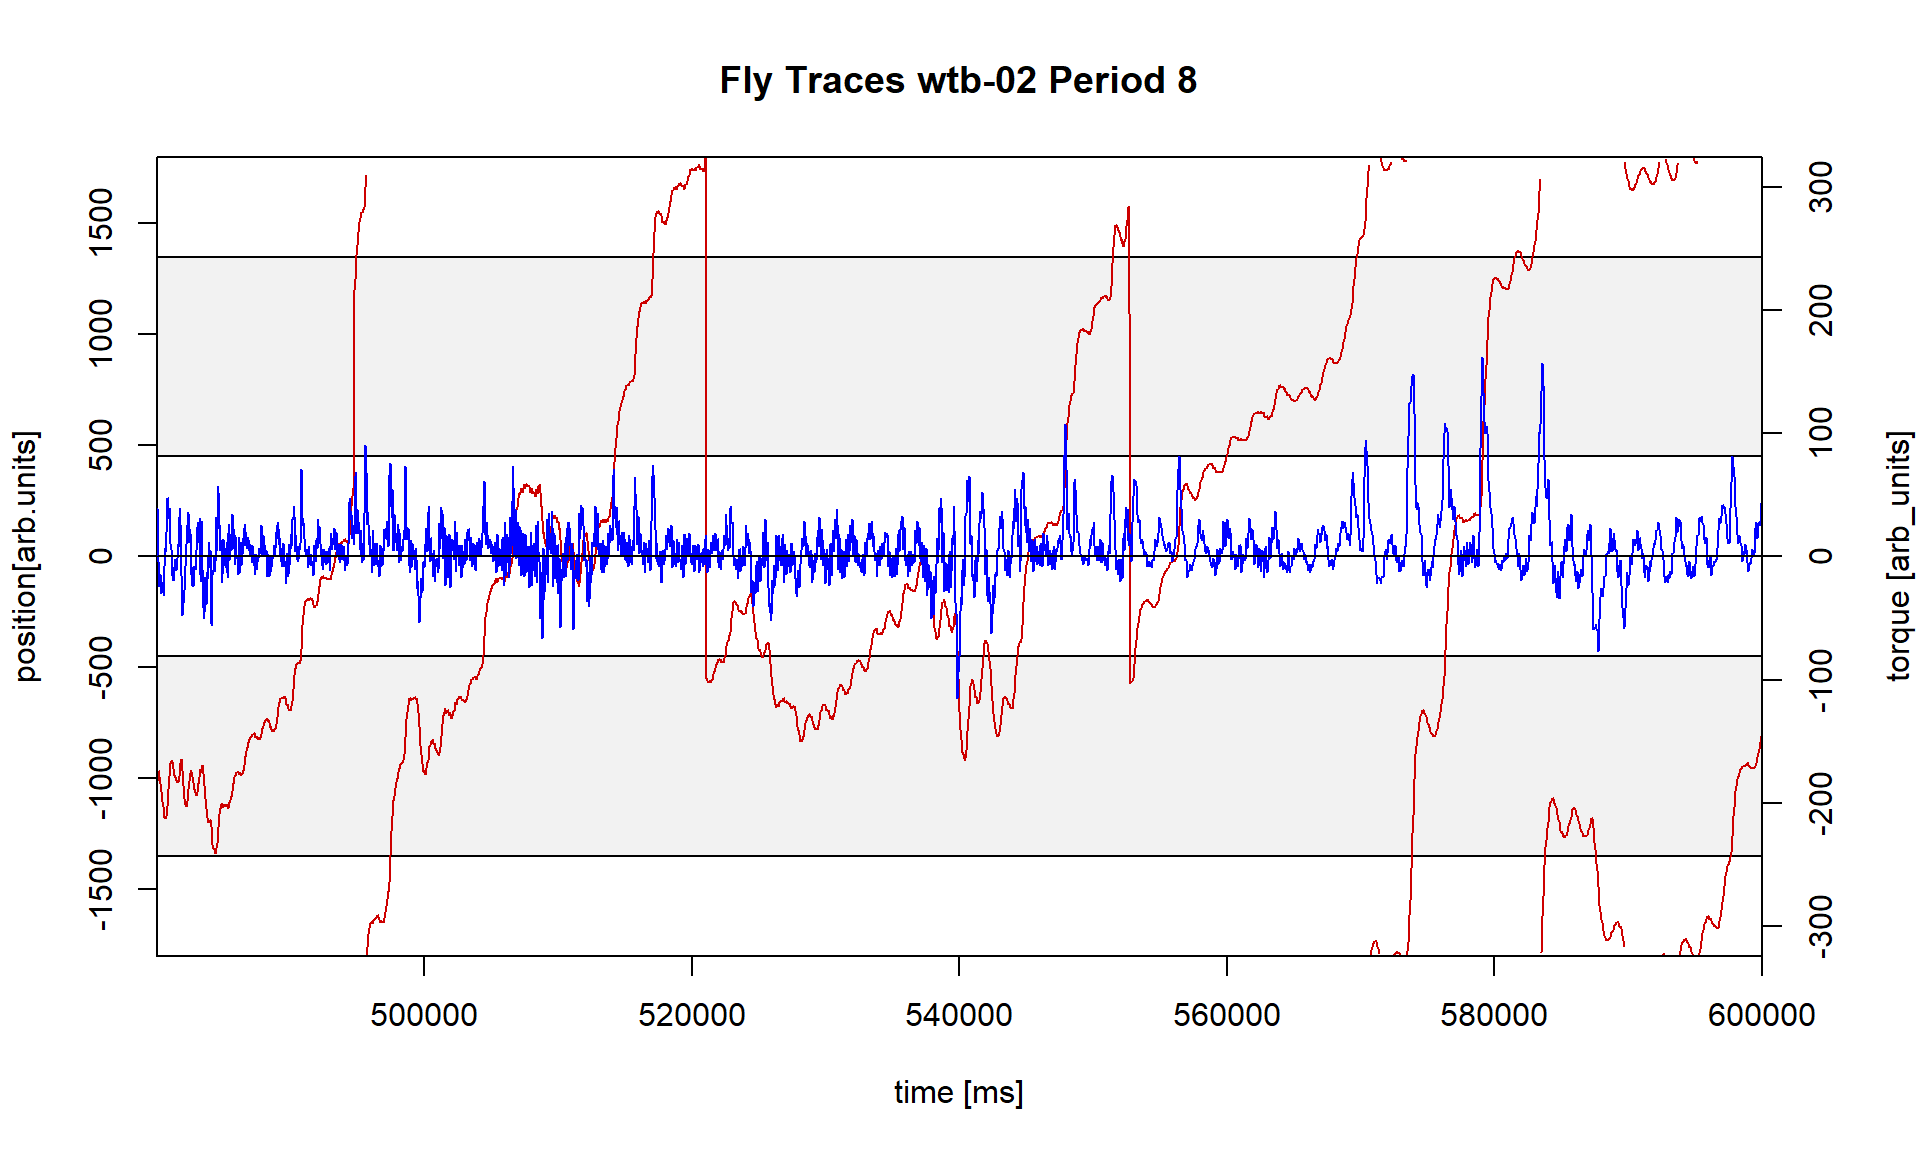 Fly Traces wtb-02 Period 8
position[arb.units]
1500
1000
500
0
-500
-1000
-1500
300
200
100
0
-100
-200
-300
torque [arb_units]
500000 520000 540000 560000 580000 600000
time [ms]